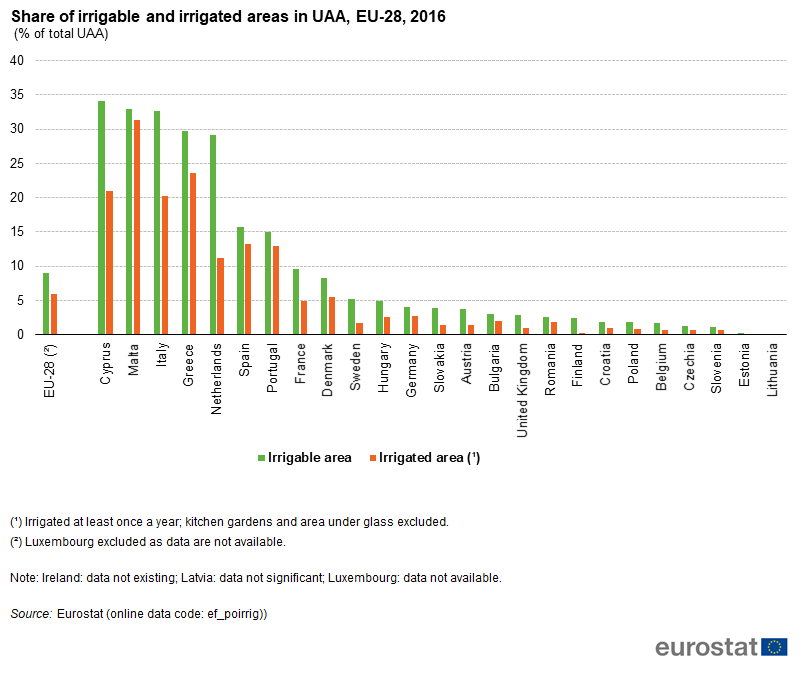 Share of irrigable and irrigated areas in UAA, EU-28, 2016
(% of total UAA)
40
35
30
25
20
15
10
5
0
EU-28 (²)
Cyprus
Malta
Italy
Greece
Netherlands
Spain
Portugal
France
Denmark
Sweden
Hungary
Germany
Slovakia
Austria
Bulgaria
United Kingdom
Romania
Finland
Croatia
Poland
Belgium
Czechia
Slovenia
Estonia
Lithuania
Irrigable area
Irrigated area (¹)
(¹) Irrigated at least once a year; kitchen gardens and area under glass excluded.
(²) Luxembourg excluded as data are not available.
Note: Ireland: data not existing; Latvia: data not significant; Luxembourg: data not available.
Source: Eurostat (online data code: ef_poirrig))
eurostat